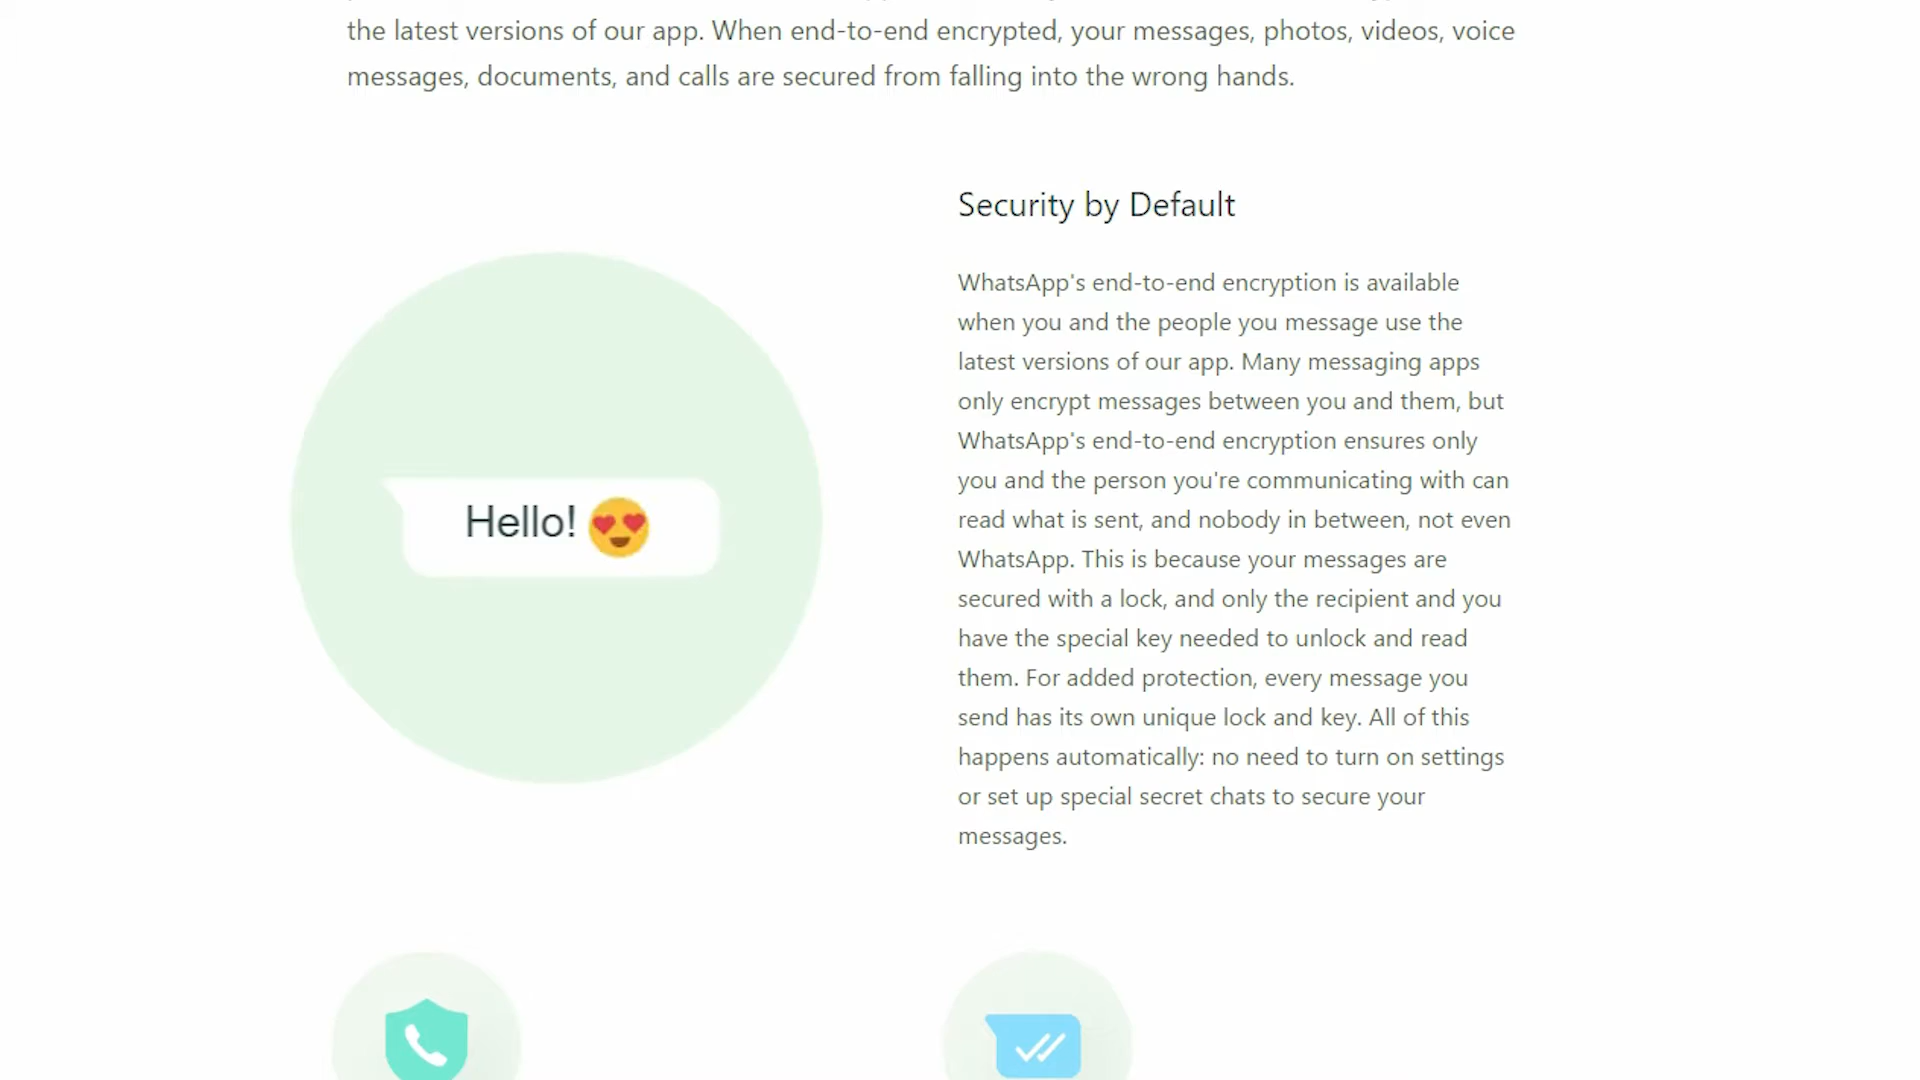 the latest versions of our app. When end-to-end encrypted, your messages, photos, videos, voice
messages, documents, and calls are secured from falling into the wrong hands.
Hello! 😍
Security by Default
WhatsApp's end-to-end encryption is available
when you and the people you message use the
latest versions of our app. Many messaging apps
only encrypt messages between you and them, but
WhatsApp's end-to-end encryption ensures only
you and the person you're communicating with can
read what is sent, and nobody in between, not even
WhatsApp. This is because your messages are
secured with a lock, and only the recipient and you
have the special key needed to unlock and read
them. For added protection, every message you
send has its own unique lock and key. All of this
happens automatically: no need to turn on settings
or set up special secret chats to secure your
messages.